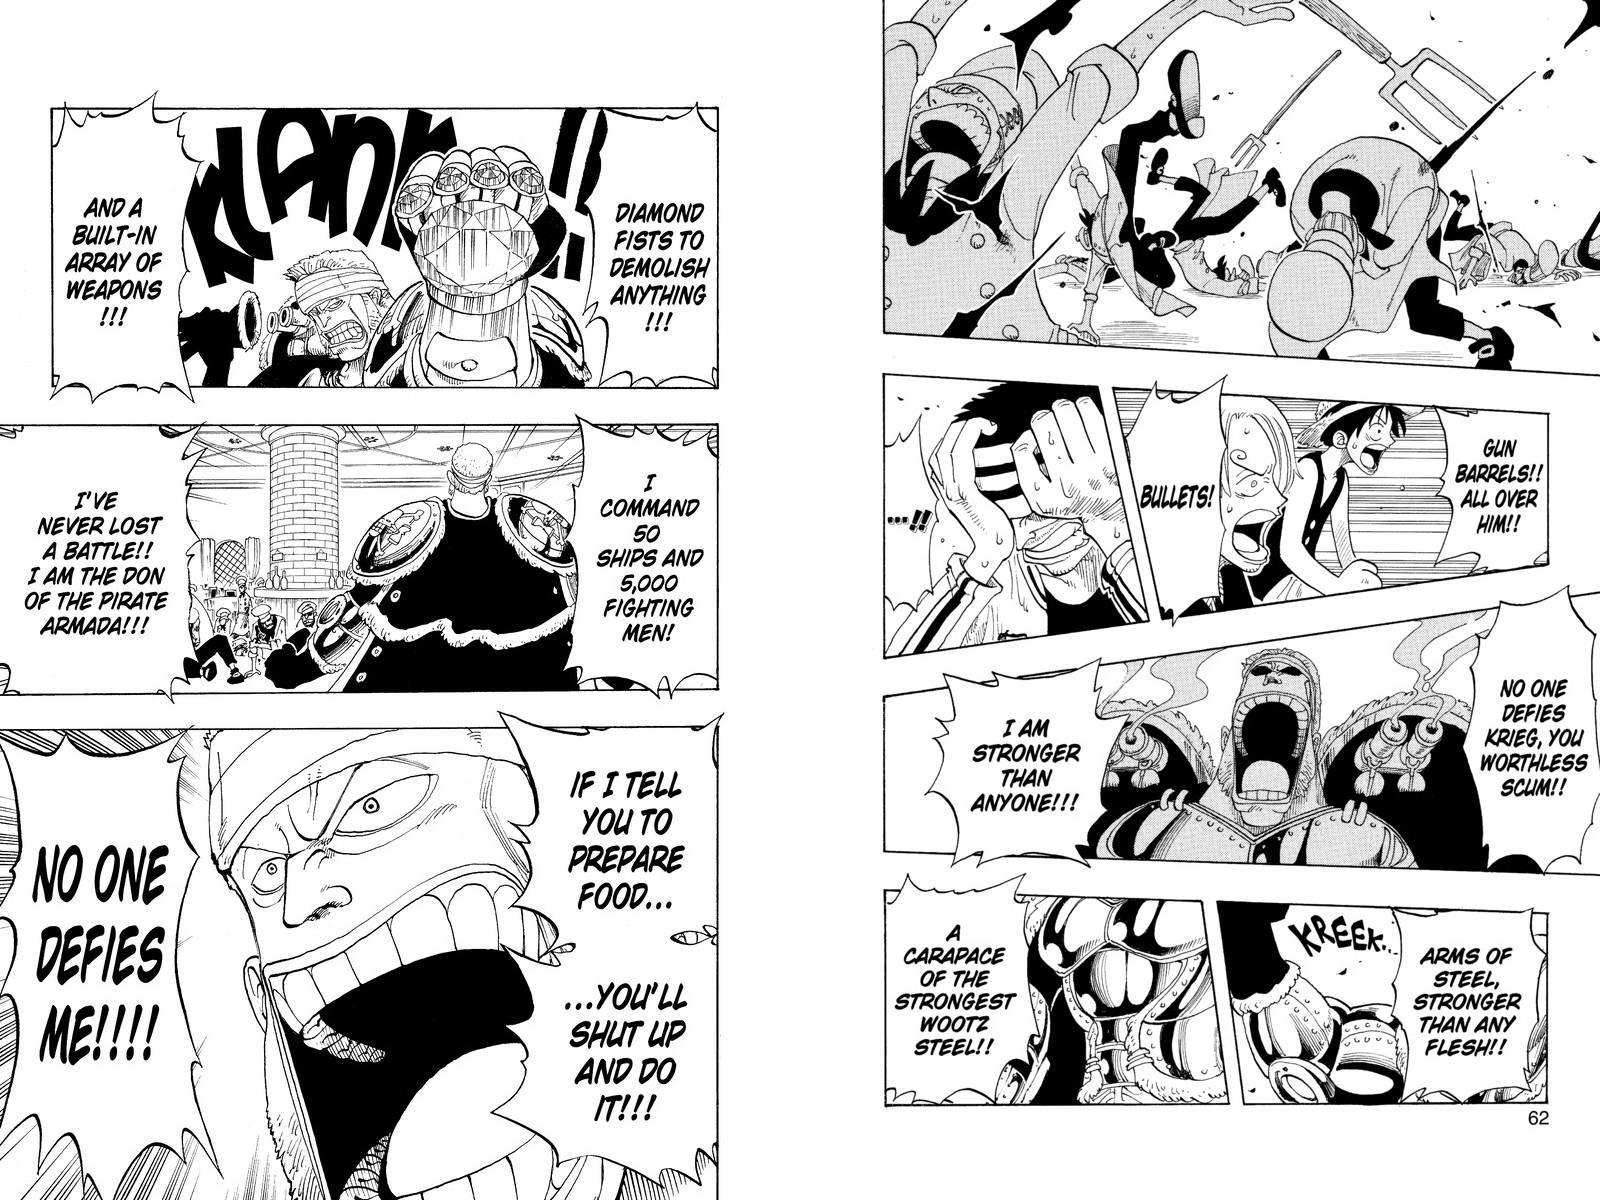 GUN
BARRELS!!
ALL OVER
HIM!!
BULLETS!
...!!
NO ONE
DEFIES
KRIEG, YOU
WORTHLESS
SCUM!!
I AM
STRONGER
THAN
ANYONE!!!
KREEK...
ARMS OF
STEEL,
STRONGER
THAN ANY
FLESH!!
A
CARAPACE
OF THE
STRONGEST
WOOTZ
STEEL!!
62
KLANK!!
DIAMOND
FISTS TO
DEMOLISH
ANYTHING
!!!
AND A
BUILT-IN
ARRAY OF
WEAPONS
!!!
I
COMMAND
50
SHIPS AND
5,000
FIGHTING
MEN!
I'VE
NEVER LOST
A BATTLE!!
I AM THE DON
OF THE PIRATE
ARMADA!!!
IF I TELL
YOU TO
PREPARE
FOOD...
...YOU'LL
SHUT UP
AND DO
IT!!!
NO ONE
DEFIES
ME!!!!